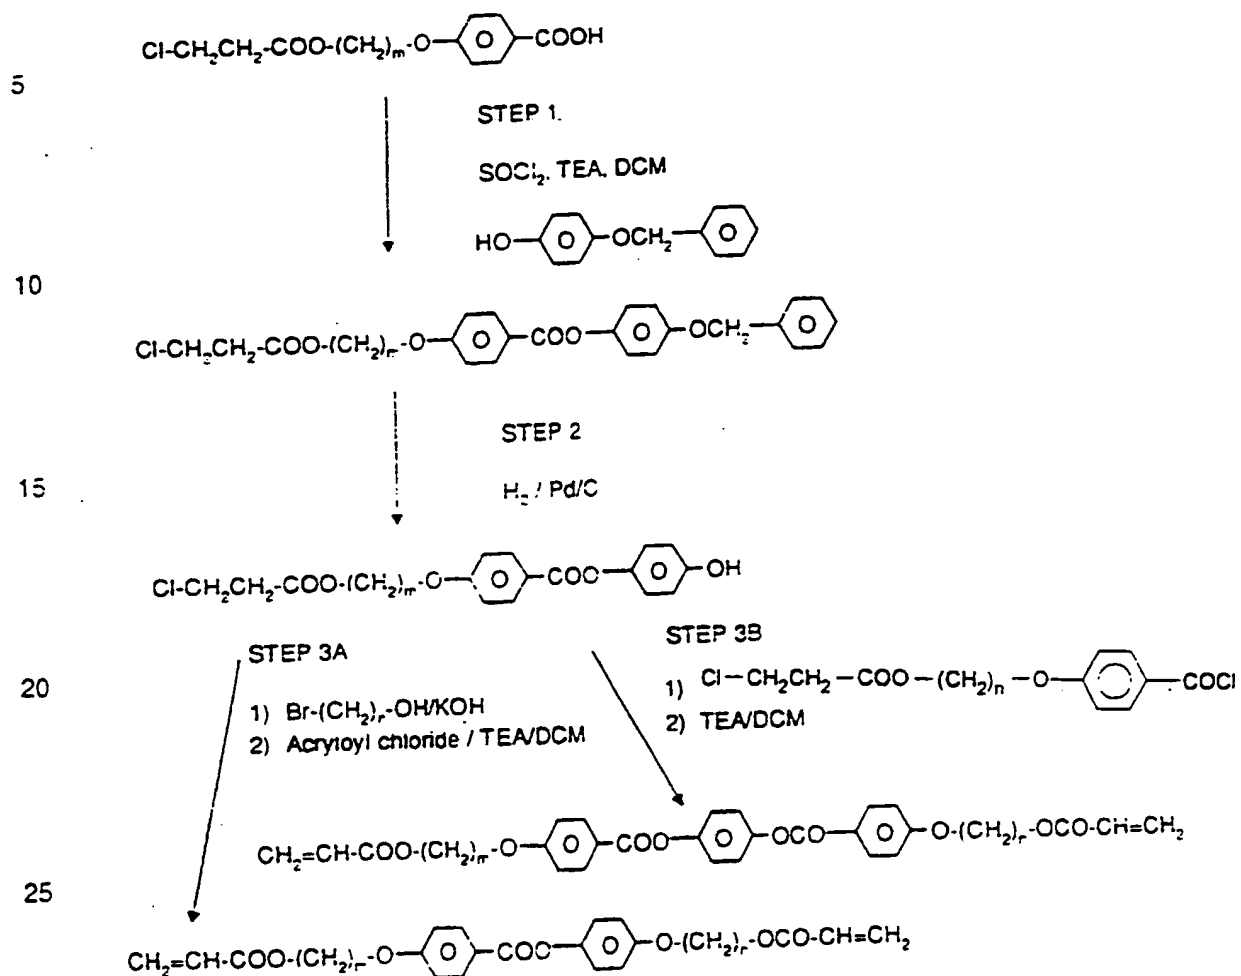 Cl-CH₂CH₂-COO-(CH₂)m-O- -COOH
5
STEP 1.
SOCl₂. TEA. DCM
HO- -OCH₂-
10
Cl-CH₂CH₂-COO-(CH₂)m-O- -COO- -OCH₂-
STEP 2
15
H₂ / Pd/C
Cl-CH₂CH₂-COO-(CH₂)m-O- -COO- -OH
STEP 3A
STEP 3B
20
1) Br-(CH₂)r-OH/KOH
2) Acryloyl chloride / TEA/DCM
1) Cl-CH₂CH₂-COO-(CH₂)n-O- -COCl
2) TEA/DCM
CH₂=CH-COO-(CH₂)m-O- -COO- -OCO- -O-(CH₂)r-OCO-CH=CH₂
25
CH₂=CH-COO-(CH₂)r-O- -COO- -O-(CH₂)r-OCO-CH=CH₂